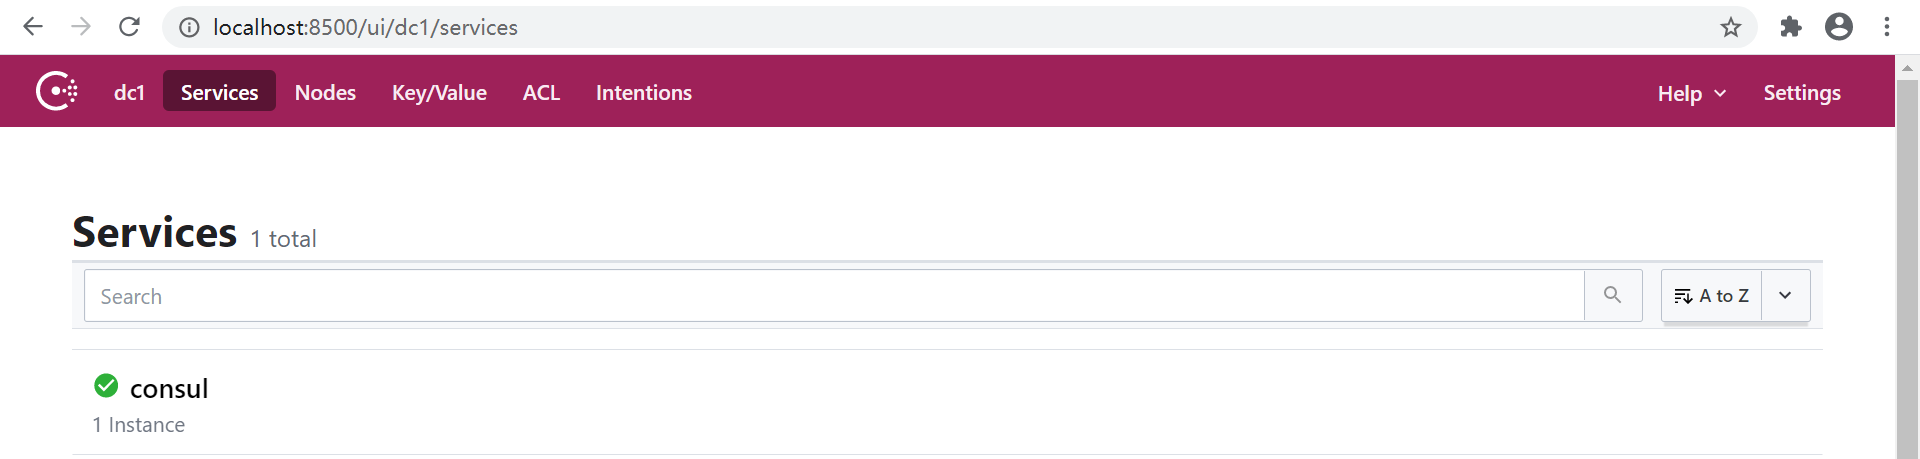 localhost:8500/ui/dc1/services
dc1 Services Nodes Key/Value ACL Intentions Help Settings
Services 1 total
Search A to Z
consul
1 Instance